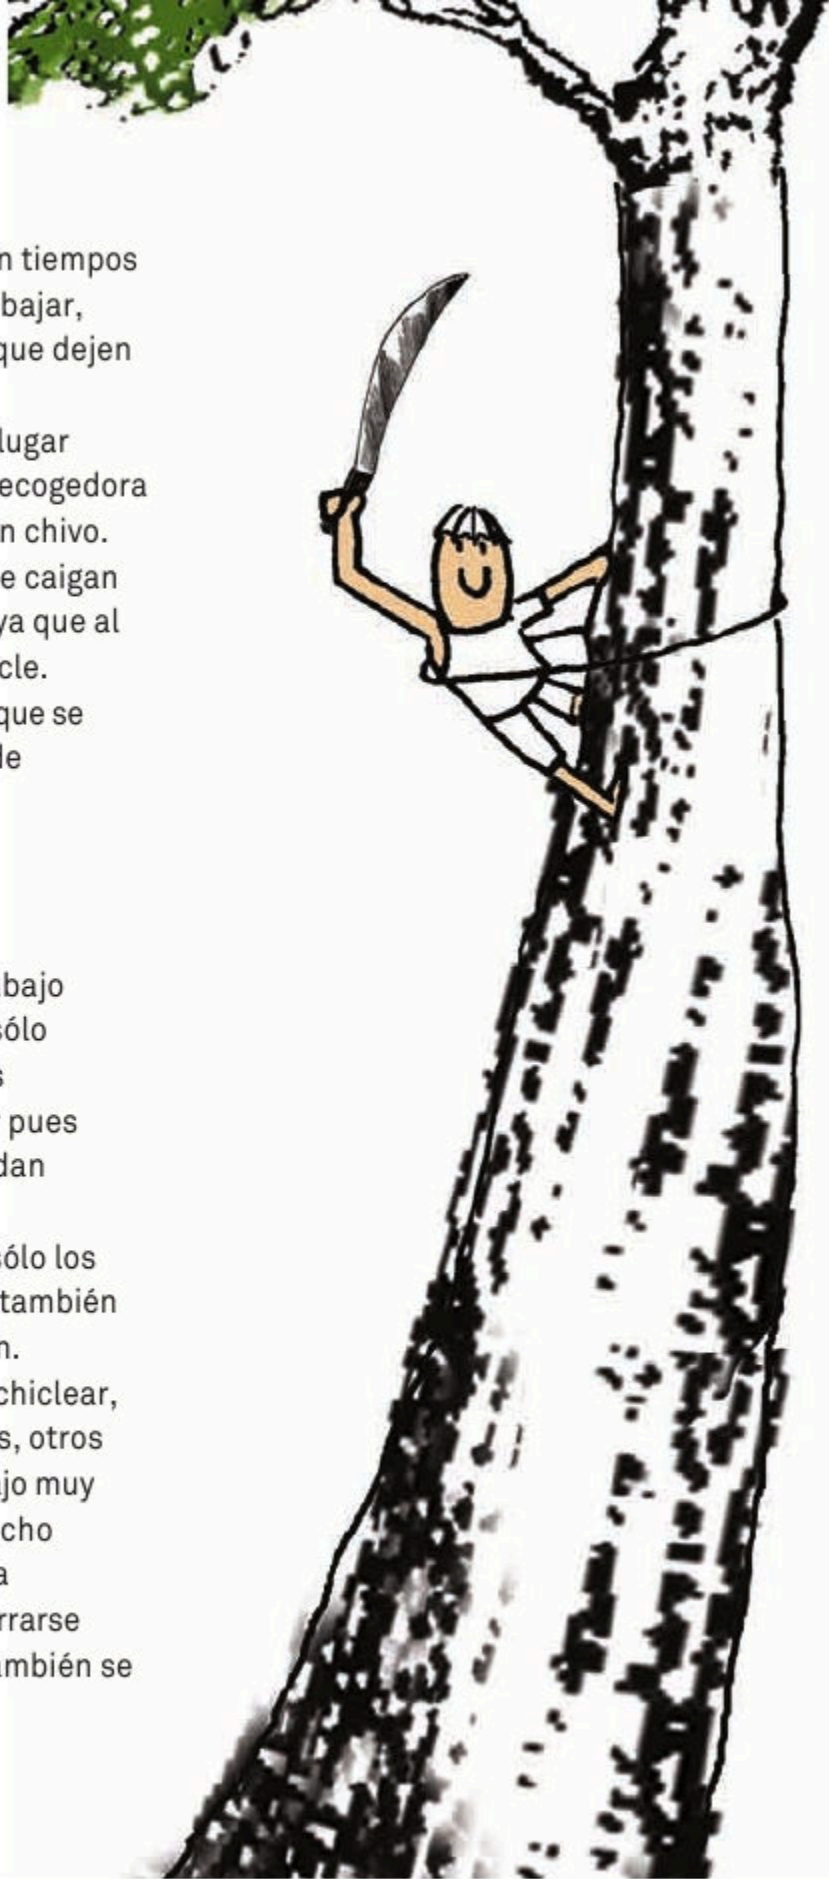 n tiempos
bajar,
que dejen
lugar
ecogedora
n chivo.
e caigan
ya que al
cle.
que se
de
bajo
sólo
s
pues
dan
sólo los
también
n.
chiclear,
s, otros
jo muy
cho
a
rrarse
ambién se